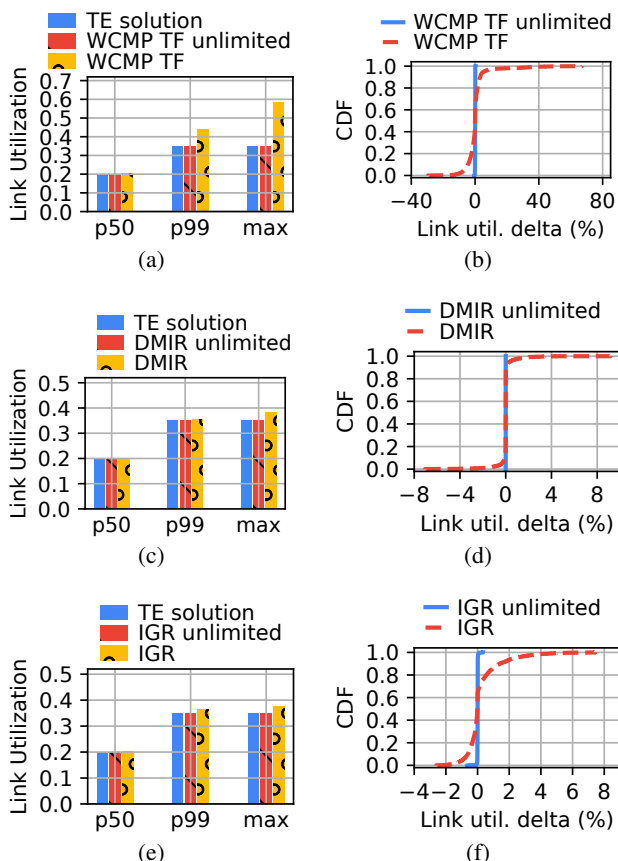 TE solution
WCMP TF unlimited
WCMP TF
Link Utilization
0.7
0.6
0.5
0.4
0.3
0.2
0.1
0.0
p50 p99 max
(a)
WCMP TF unlimited
WCMP TF
CDF
1.0
0.8
0.6
0.4
0.2
0.0
−40 0 40 80
Link util. delta (%)
(b)
TE solution
DMIR unlimited
DMIR
Link Utilization
0.5
0.4
0.3
0.2
0.1
0.0
p50 p99 max
(c)
DMIR unlimited
DMIR
CDF
1.0
0.8
0.6
0.4
0.2
0.0
−8 −4 0 4 8
Link util. delta (%)
(d)
TE solution
IGR unlimited
IGR
Link Utilization
0.5
0.4
0.3
0.2
0.1
0.0
p50 p99 max
(e)
IGR unlimited
IGR
CDF
1.0
0.8
0.6
0.4
0.2
0.0
−4 −2 0 2 4 6 8
Link util. delta (%)
(f)